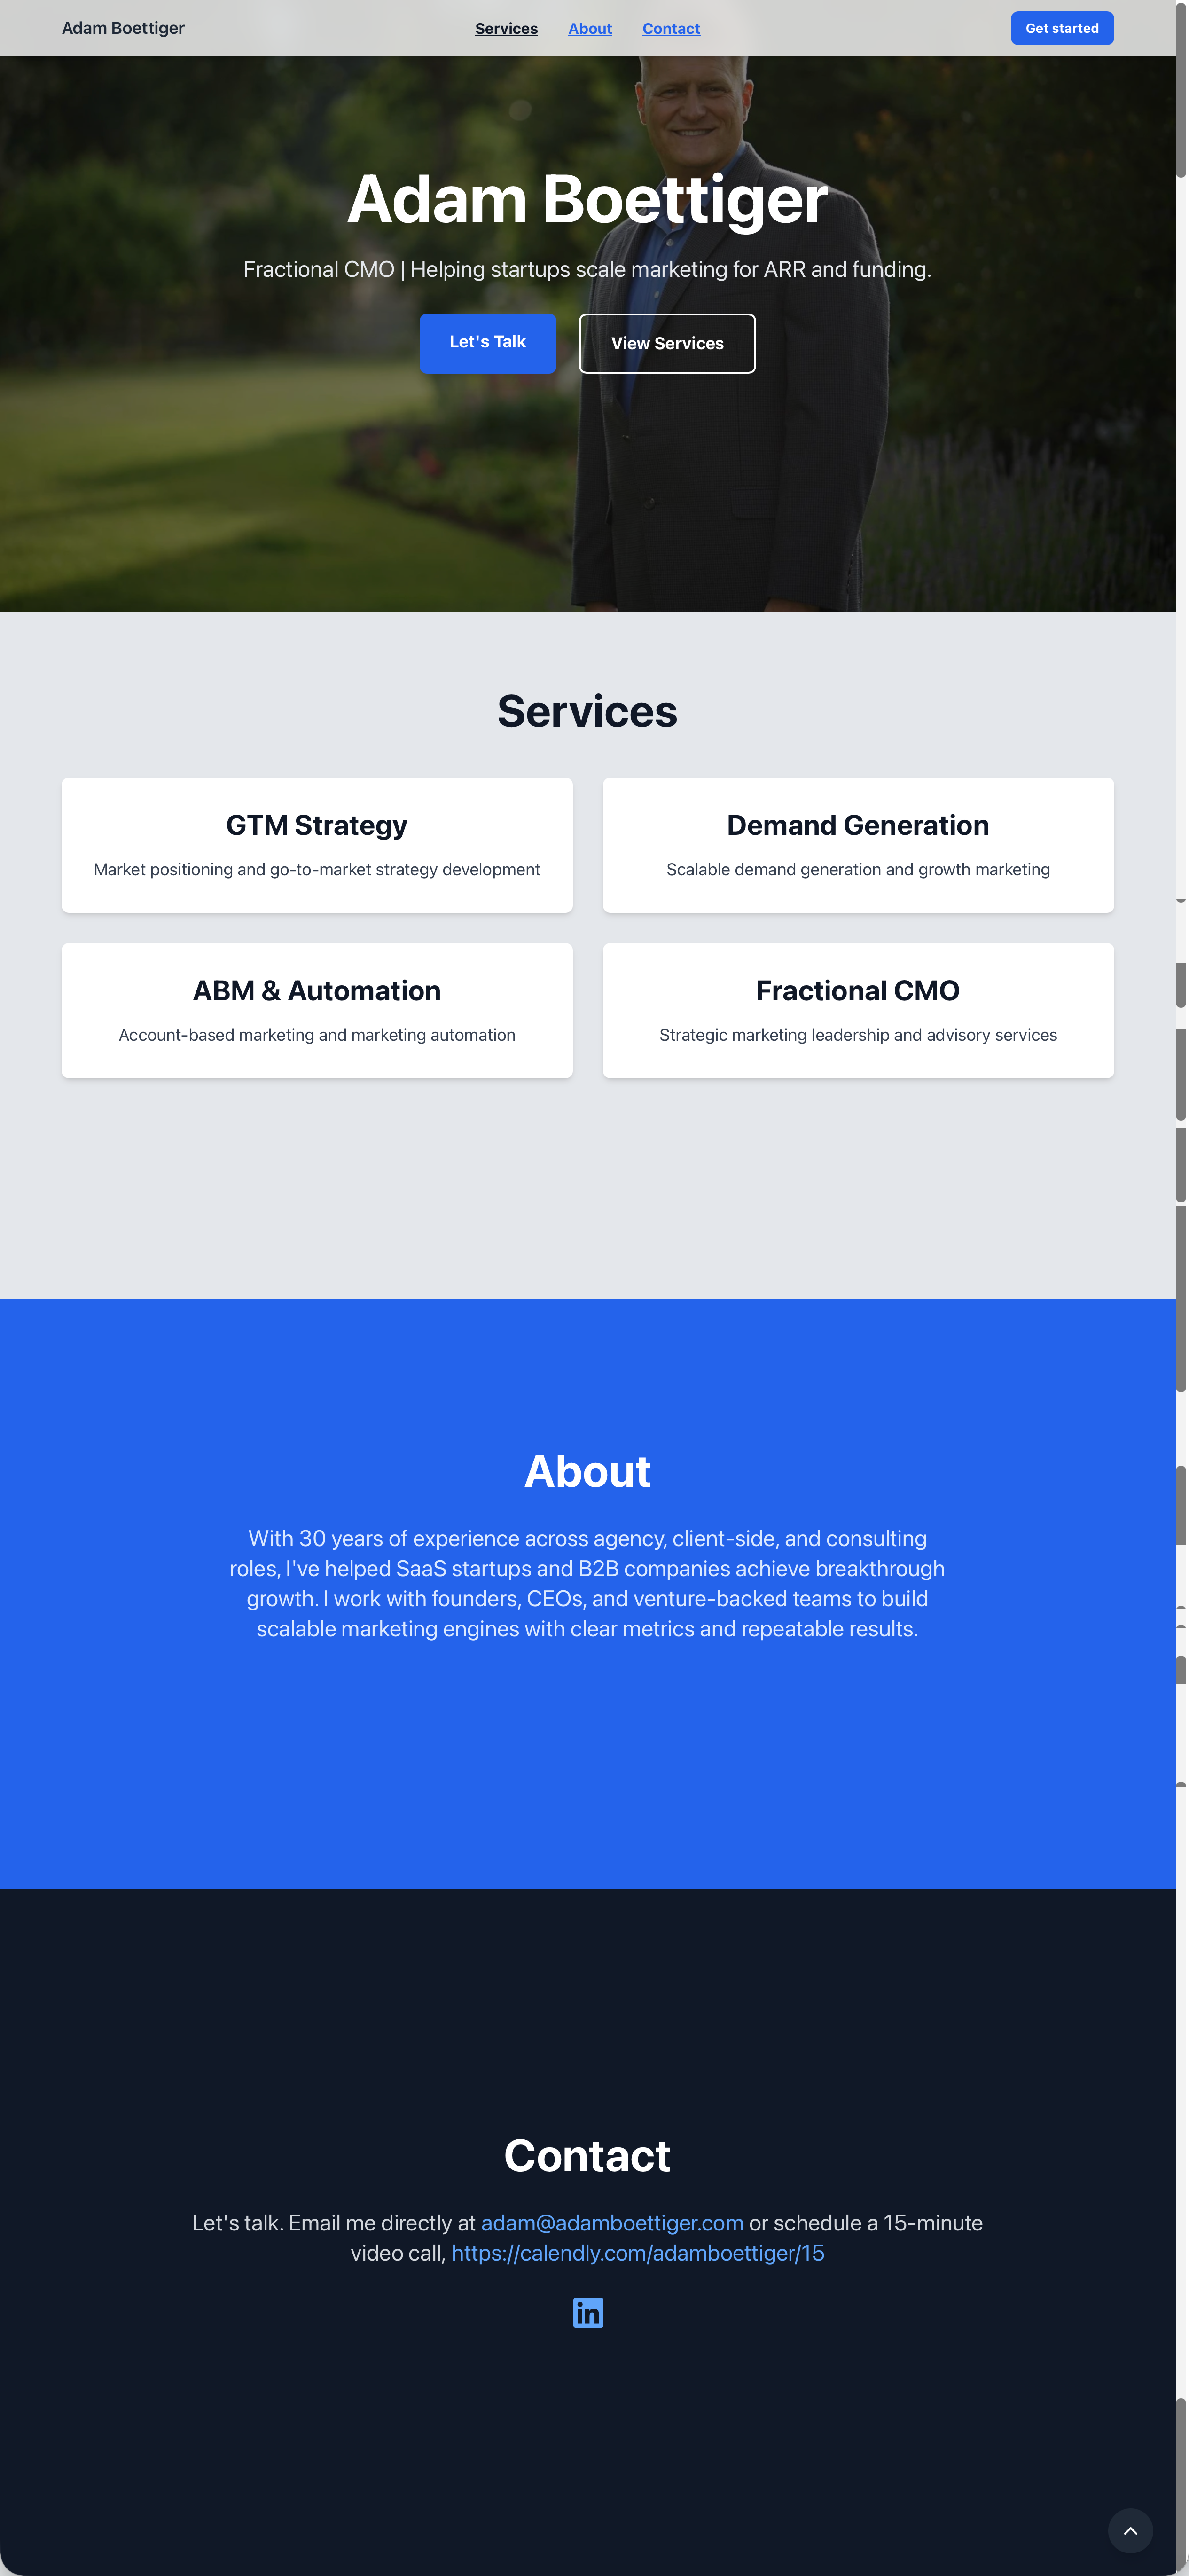 Adam Boettiger
Services About Contact
Get started
Adam Boettiger
Fractional CMO | Helping startups scale marketing for ARR and funding.
Let's Talk
View Services
Services
GTM Strategy
Market positioning and go-to-market strategy development
Demand Generation
Scalable demand generation and growth marketing
ABM & Automation
Account-based marketing and marketing automation
Fractional CMO
Strategic marketing leadership and advisory services
About
With 30 years of experience across agency, client-side, and consulting
roles, I've helped SaaS startups and B2B companies achieve breakthrough
growth. I work with founders, CEOs, and venture-backed teams to build
scalable marketing engines with clear metrics and repeatable results.
Contact
Let's talk. Email me directly at adam@adamboettiger.com or schedule a 15-minute
video call, https://calendly.com/adamboettiger/15
in